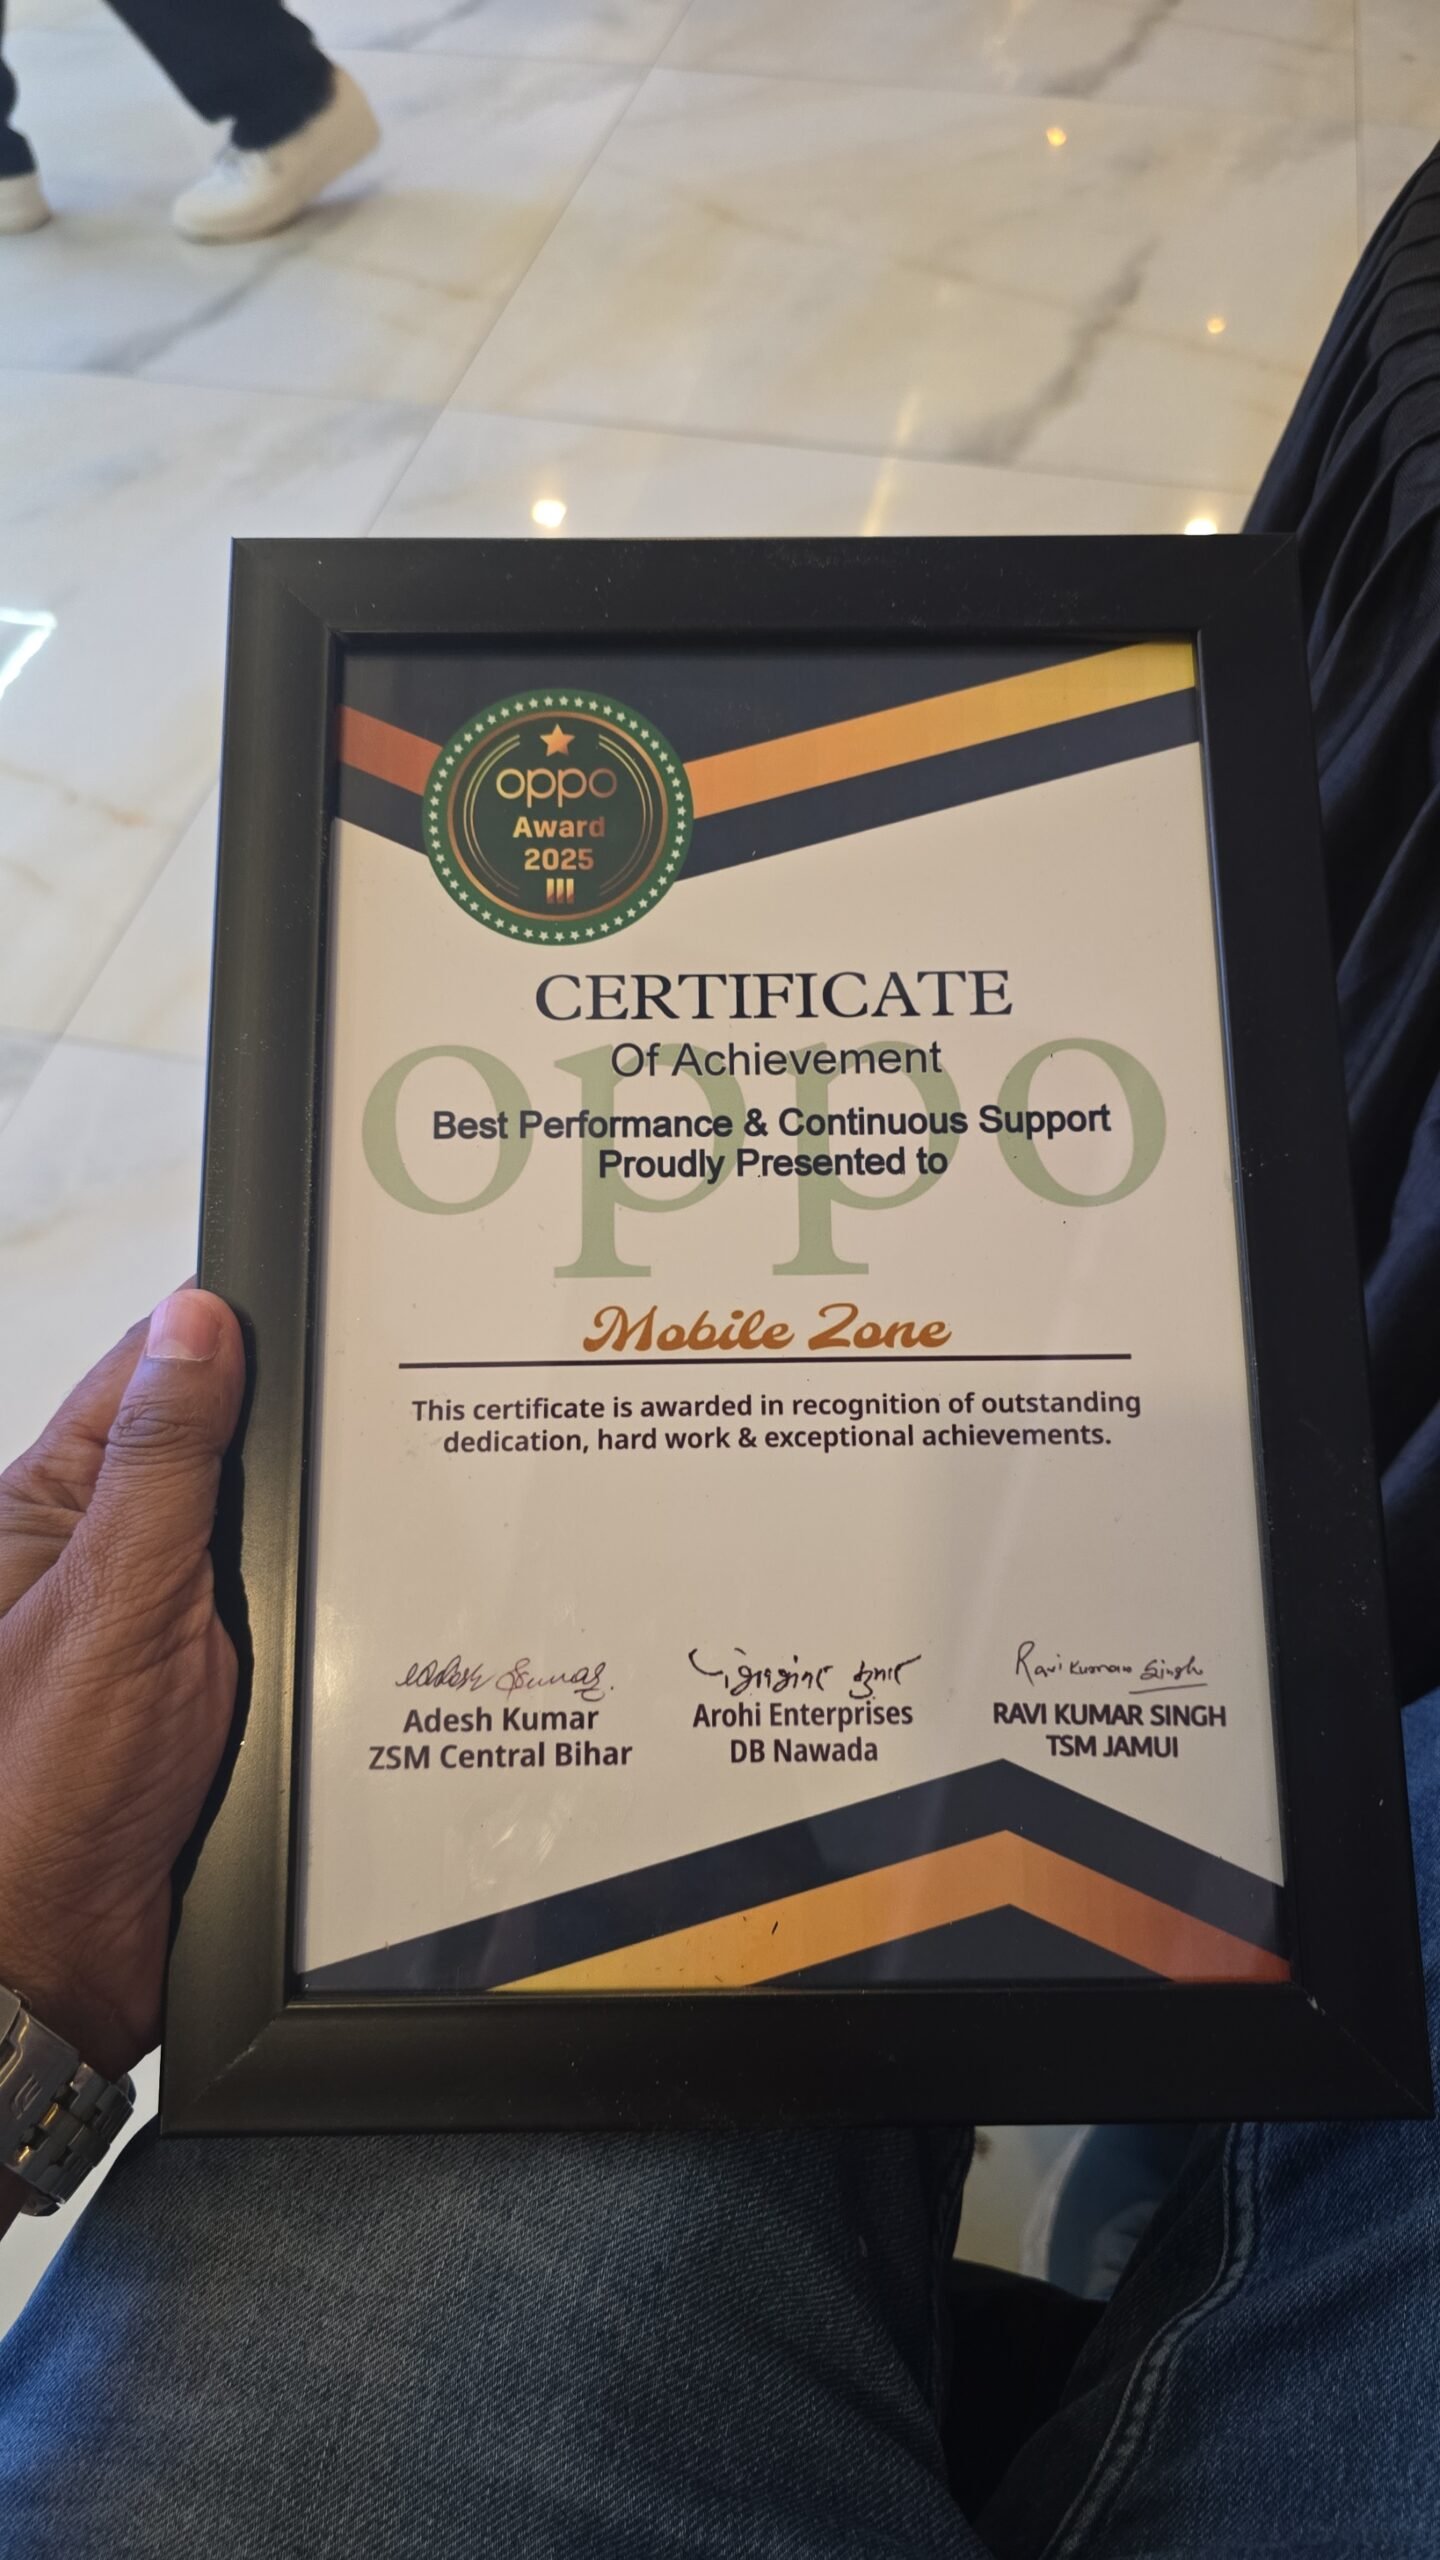 oppo
Award
2025
CERTIFICATE
Of Achievement
oppo
Best Performance & Continuous Support
Proudly Presented to
Mobile Zone
This certificate is awarded in recognition of outstanding
dedication, hard work & exceptional achievements.
Adesh Kumar
Ravi Kumar Singh
Adesh Kumar
ZSM Central Bihar
Arohi Enterprises
DB Nawada
RAVI KUMAR SINGH
TSM JAMUI